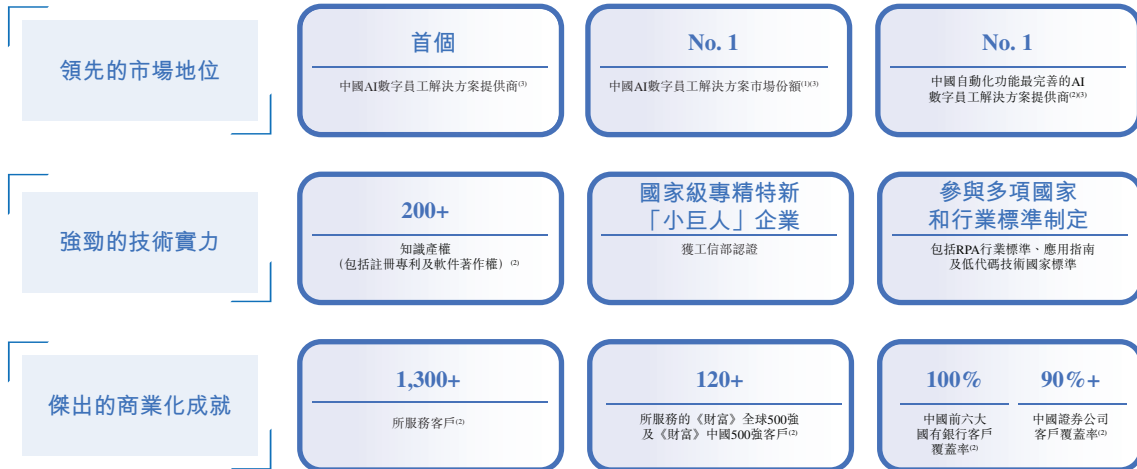 領先的市場地位
首個
中國AI數字員工解決方案提供商(3)
No. 1
中國AI數字員工解決方案市場份額(1)(3)
No. 1
中國自動化功能最完善的AI
數字員工解決方案提供商(2)(3)
強勁的技術實力
200+
知識產權
(包括註冊專利及軟件著作權) (2)
國家級專精特新
「小巨人」企業
獲工信部認證
參與多項國家
和行業標準制定
包括RPA行業標準、應用指南
及低代碼技術國家標準
傑出的商業化成就
1,300+
所服務客戶(2)
120+
所服務的《財富》全球500強
及《財富》中國500強客戶(2)
100%
中國前六大
國有銀行客戶
覆蓋率(2)
90%+
中國證券公司
客戶覆蓋率(2)